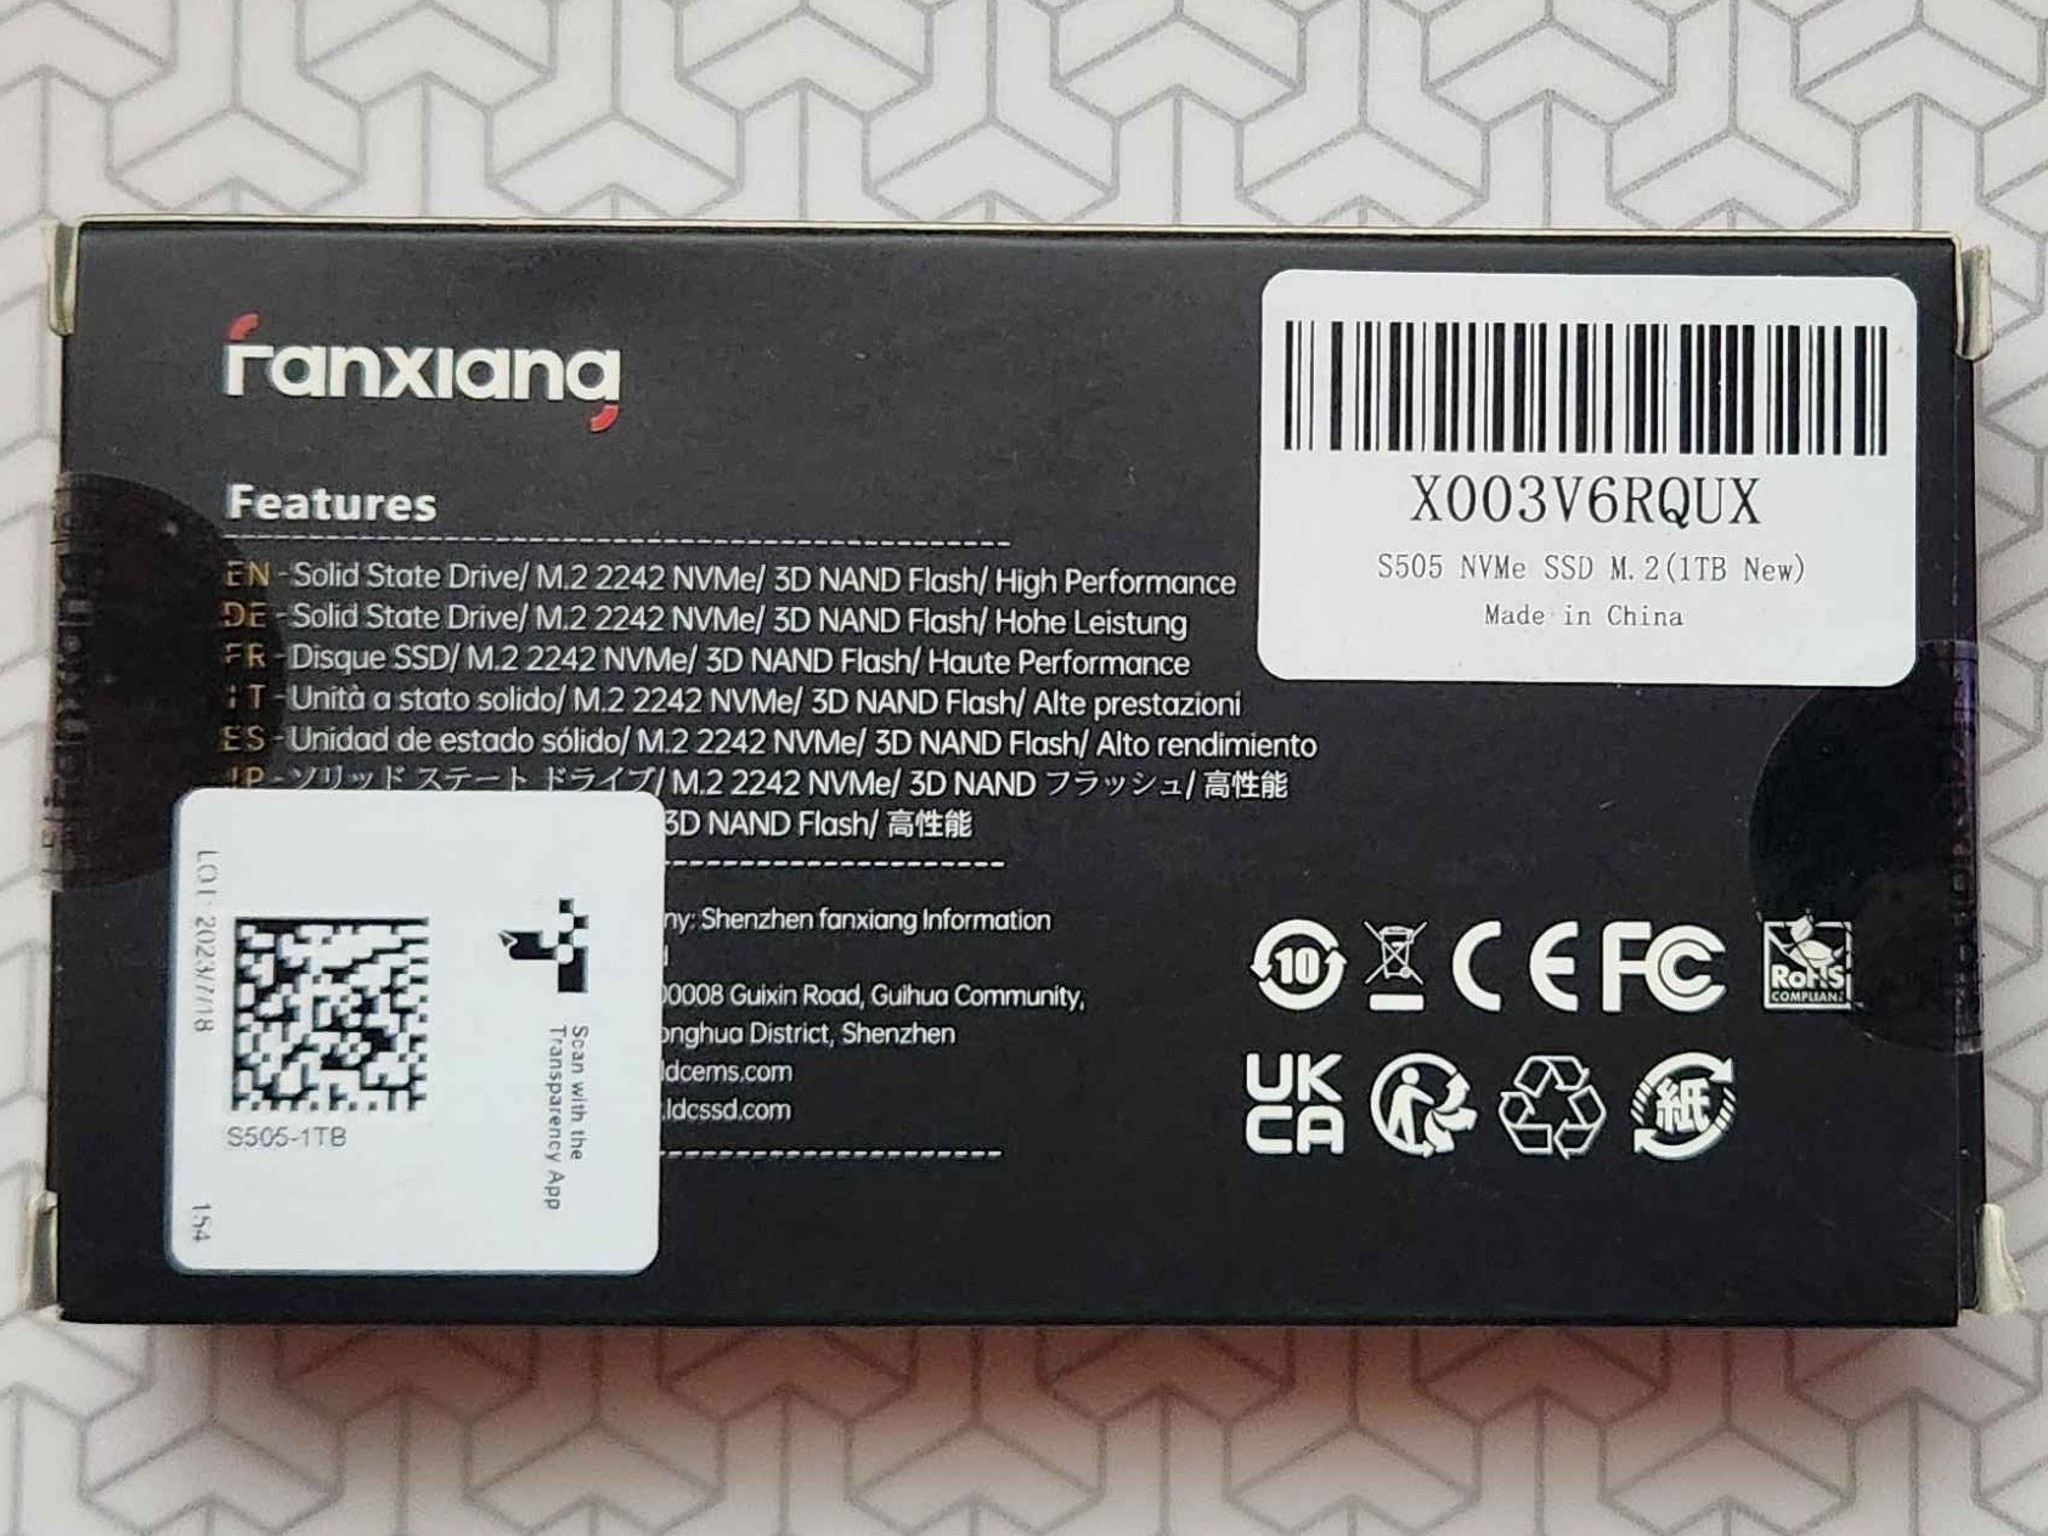 fanxiang
X003V6RQUX
S505 NVMe SSD M.2(1TB New)
Made in China
Features
EN - Solid State Drive/ M.2 2242 NVMe/ 3D NAND Flash/ High Performance
DE - Solid State Drive/ M.2 2242 NVMe/ 3D NAND Flash/ Hohe Leistung
FR - Disque SSD/ M.2 2242 NVMe/ 3D NAND Flash/ Haute Performance
IT - Unità a stato solido/ M.2 2242 NVMe/ 3D NAND Flash/ Alte prestazioni
ES - Unidad de estado sólido/ M.2 2242 NVMe/ 3D NAND Flash/ Alto rendimiento
JP - ソリッド ステート ドライブ/ M.2 2242 NVMe/ 3D NAND フラッシュ/ 高性能
3D NAND Flash/ 高性能
Shenzhen fanxiang Information
Guixin Road, Guihua Community,
District, Shenzhen
ldcems.com
.ldcssd.com
LOT: 2023/7/18
S505-1TB
154
Scan with the
Transparency App
10
CE
FC
RoHS
COMPLIANT
UK
CA
紙